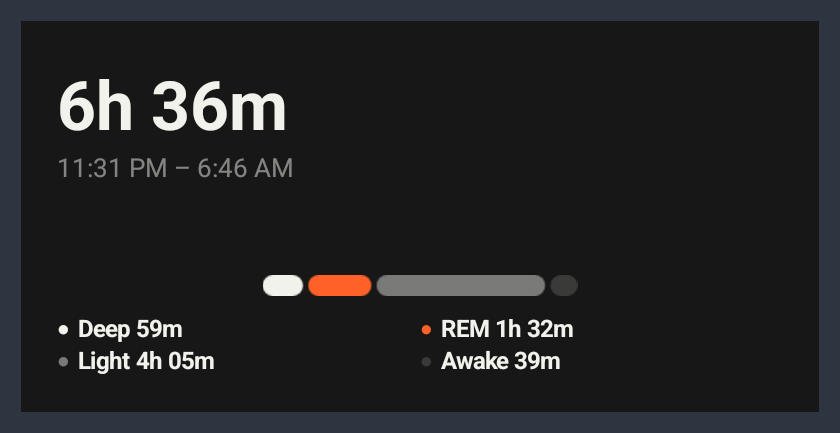 6h 36m
11:31 PM – 6:46 AM
Deep 59m
REM 1h 32m
Light 4h 05m
Awake 39m